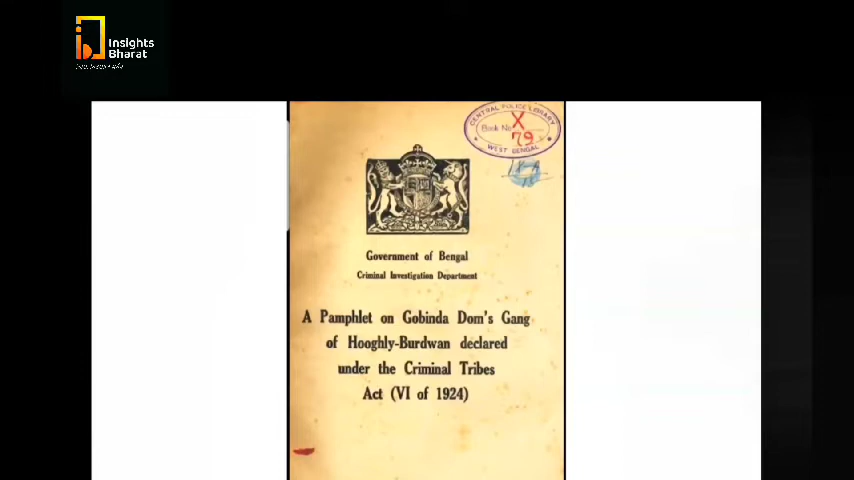 Insights
Bharat
CENTRAL POLICE LIBRARY
Book No X
79
WEST BENGAL
Government of Bengal
Criminal Investigation Department
A Pamphlet on Gobinda Dom's Gang
of Hooghly-Burdwan declared
under the Criminal Tribes
Act (VI of 1924)